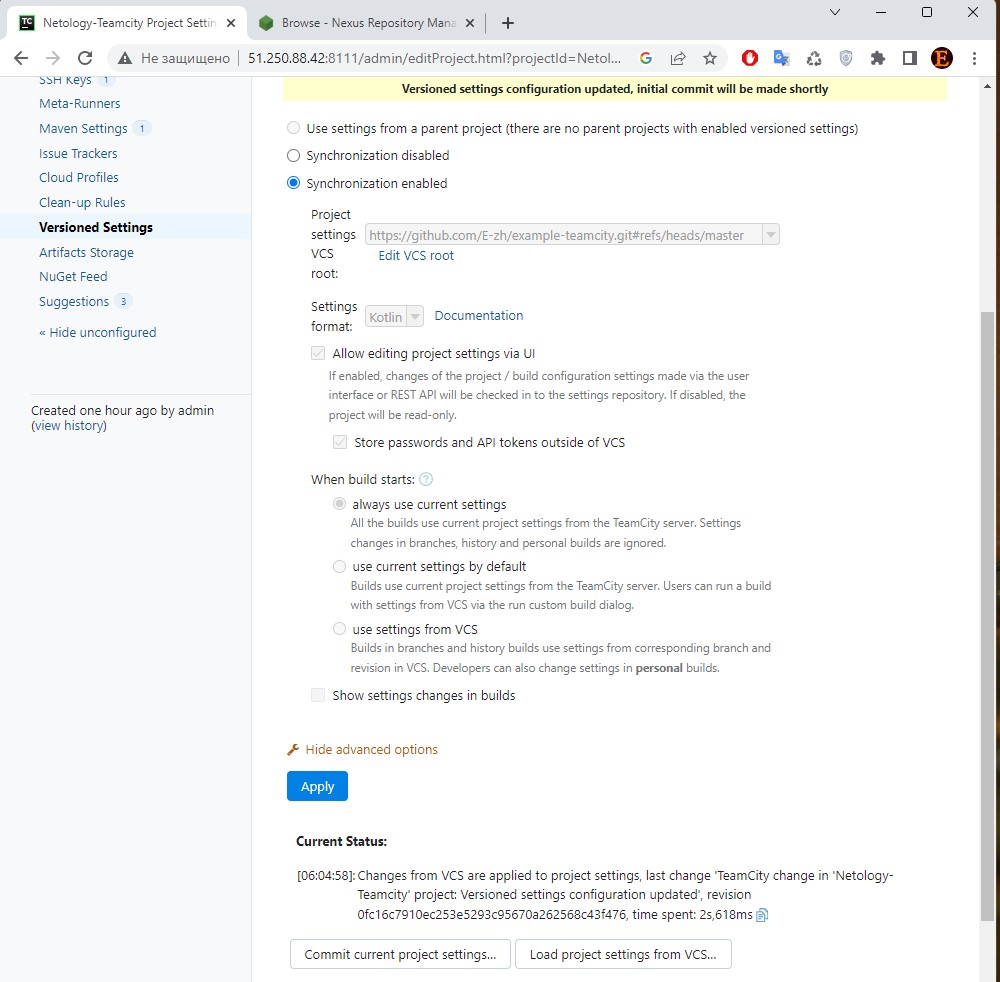 Netology-Teamcity Project Settin
Browse - Nexus Repository Mana
Не защищено
51.250.88.42:8111/admin/editProject.html?projectId=Netol...
SSH Keys 1
Meta-Runners
Maven Settings 1
Issue Trackers
Cloud Profiles
Clean-up Rules
Versioned Settings
Artifacts Storage
NuGet Feed
Suggestions 3
« Hide unconfigured
Created one hour ago by admin
(view history)
Versioned settings configuration updated, initial commit will be made shortly
Use settings from a parent project (there are no parent projects with enabled versioned settings)
Synchronization disabled
Synchronization enabled
Project
settings
VCS
root:
https://github.com/E-zh/example-teamcity.git#refs/heads/master
Edit VCS root
Settings
format:
Kotlin
Documentation
Allow editing project settings via UI
If enabled, changes of the project / build configuration settings made via the user
interface or REST API will be checked in to the settings repository. If disabled, the
project will be read-only.
Store passwords and API tokens outside of VCS
When build starts: ?
always use current settings
All the builds use current project settings from the TeamCity server. Settings
changes in branches, history and personal builds are ignored.
use current settings by default
Builds use current project settings from the TeamCity server. Users can run a build
with settings from VCS via the run custom build dialog.
use settings from VCS
Builds in branches and history builds use settings from corresponding branch and
revision in VCS. Developers can also change settings in personal builds.
Show settings changes in builds
Hide advanced options
Apply
Current Status:
[06:04:58]: Changes from VCS are applied to project settings, last change 'TeamCity change in 'Netology-
Teamcity' project: Versioned settings configuration updated', revision
0fc16c7910ec253e5293c95670a262568c43f476, time spent: 2s,618ms
Commit current project settings...
Load project settings from VCS...